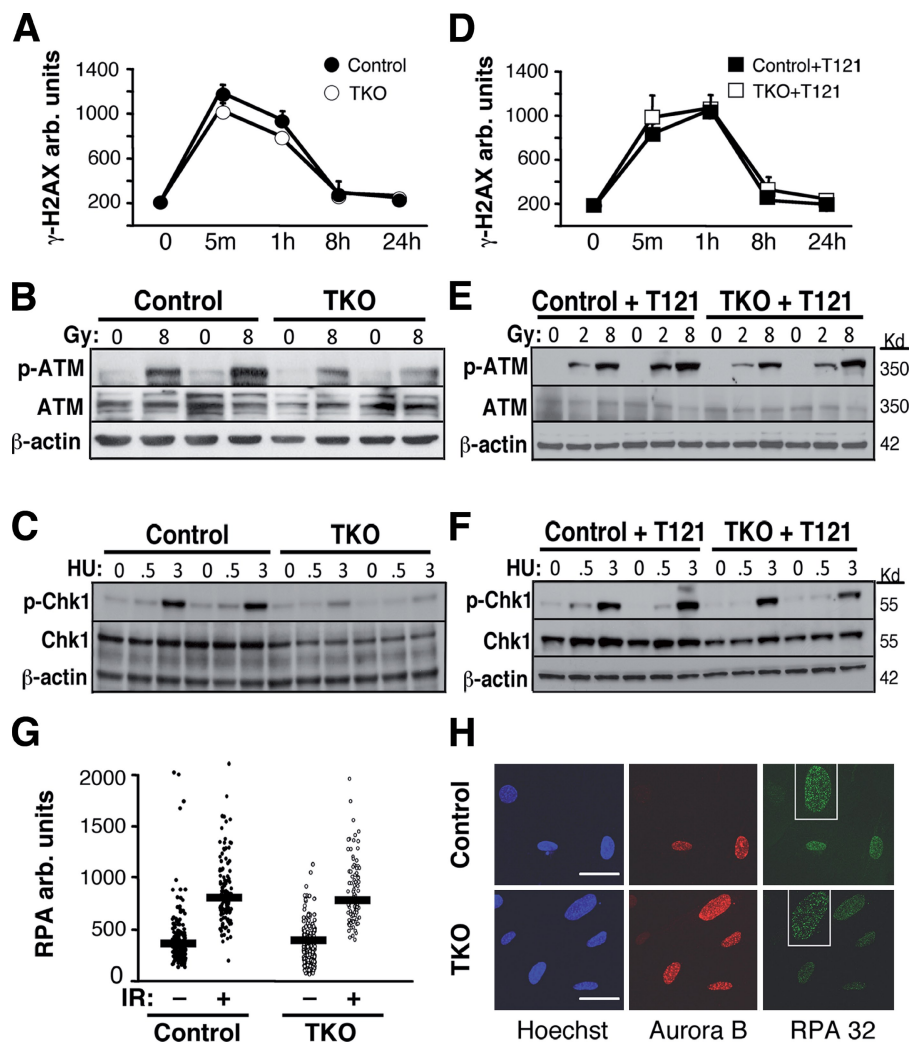 A
γ-H2AX arb. units
1400
1000
600
200
Control
TKO
0 5m 1h 8h 24h
D
γ-H2AX arb. units
1400
1000
600
200
Control+T121
TKO+T121
0 5m 1h 8h 24h
B
Control TKO
Gy: 0 8 0 8 0 8 0 8
p-ATM
ATM
β-actin
E
Control + T121 TKO + T121
Gy: 0 2 8 0 2 8 0 2 8 0 2 8 Kd
p-ATM 350
ATM 350
β-actin 42
C
Control TKO
HU: 0 .5 3 0 .5 3 0 .5 3 0 .5 3
p-Chk1
Chk1
β-actin
F
Control + T121 TKO + T121
HU: 0 .5 3 0 .5 3 0 .5 3 0 .5 3 Kd
p-Chk1 55
Chk1 55
β-actin 42
G
RPA arb. units
2000
1500
1000
500
0
IR: – + – +
Control TKO
H
Control
TKO
Hoechst Aurora B RPA 32